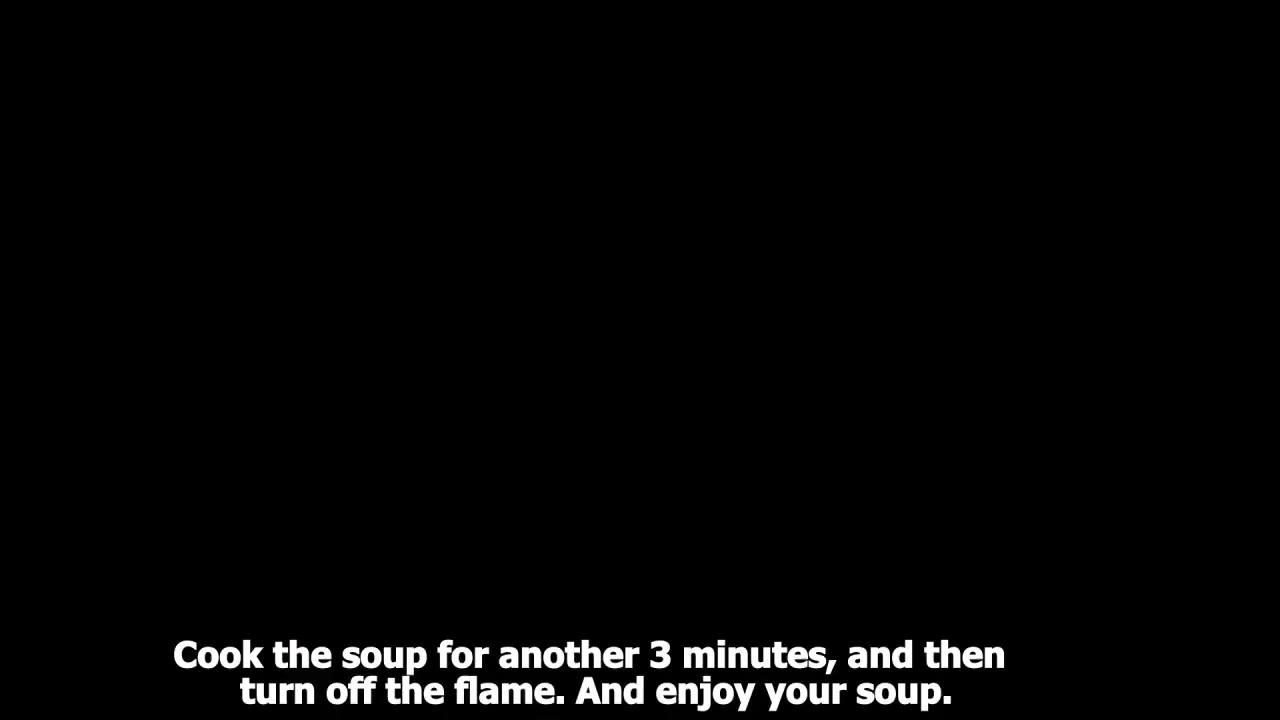 Cook the soup for another 3 minutes, and then
turn off the flame. And enjoy your soup.